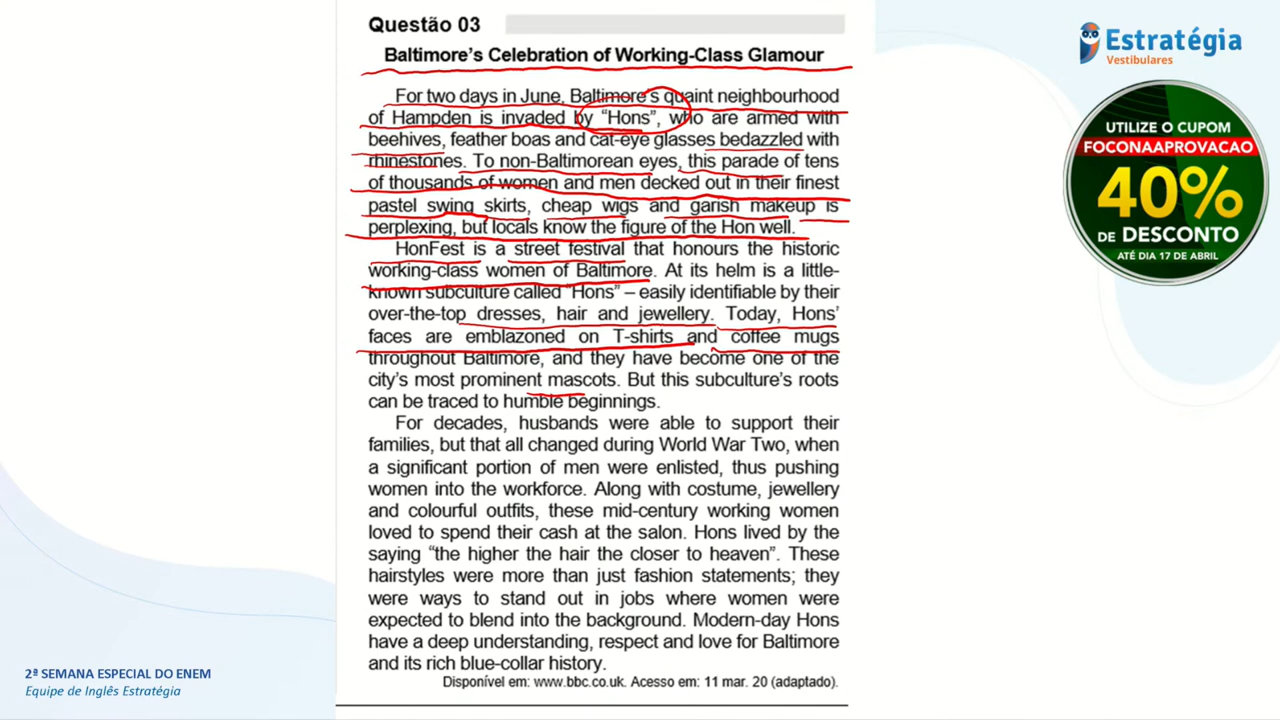 Questão 03
Baltimore's Celebration of Working-Class Glamour
For two days in June, Baltimore's quaint neighbourhood
of Hampden is invaded by "Hons", who are armed with
beehives, feather boas and cat-eye glasses bedazzled with
rhinestones. To non-Baltimorean eyes, this parade of tens
of thousands of women and men decked out in their finest
pastel swing skirts, cheap wigs and garish makeup is
perplexing, but locals know the figure of the Hon well.
HonFest is a street festival that honours the historic
working-class women of Baltimore. At its helm is a little-
known subculture called "Hons" – easily identifiable by their
over-the-top dresses, hair and jewellery. Today, Hons'
faces are emblazoned on T-shirts and coffee mugs
throughout Baltimore, and they have become one of the
city's most prominent mascots. But this subculture's roots
can be traced to humble beginnings.
For decades, husbands were able to support their
families, but that all changed during World War Two, when
a significant portion of men were enlisted, thus pushing
women into the workforce. Along with costume, jewellery
and colourful outfits, these mid-century working women
loved to spend their cash at the salon. Hons lived by the
saying "the higher the hair the closer to heaven". These
hairstyles were more than just fashion statements; they
were ways to stand out in jobs where women were
expected to blend into the background. Modern-day Hons
have a deep understanding, respect and love for Baltimore
and its rich blue-collar history.
Disponível em: www.bbc.co.uk. Acesso em: 11 mar. 20 (adaptado).
Estratégia
Vestibulares
UTILIZE O CUPOM
FOCONAAPROVACAO
40%
DE DESCONTO
ATÉ DIA 17 DE ABRIL
2ª SEMANA ESPECIAL DO ENEM
Equipe de Inglês Estratégia